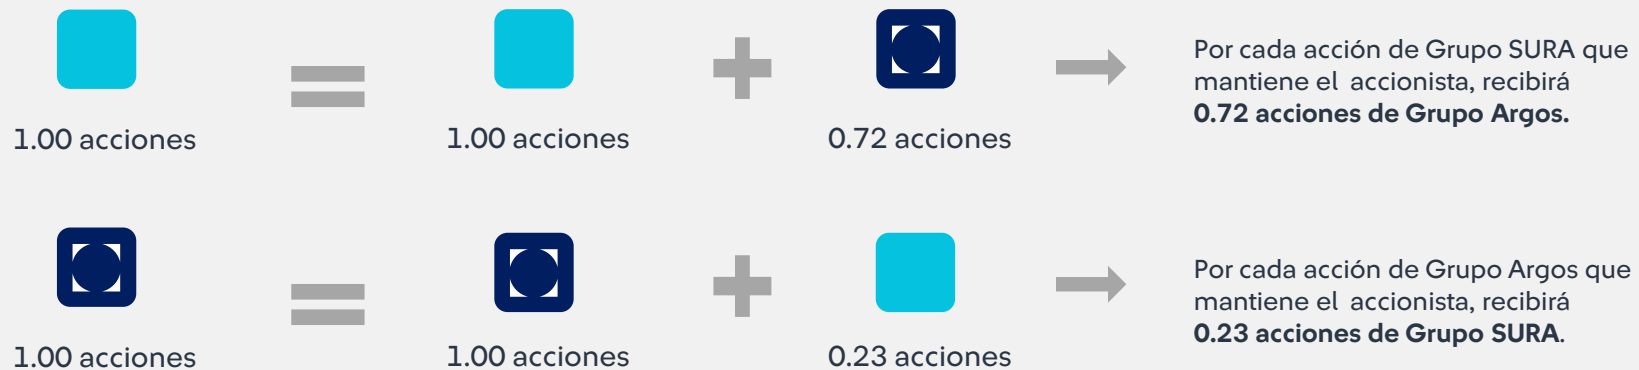 1.00 acciones
1.00 acciones
0.72 acciones
Por cada acción de Grupo SURA que
mantiene el accionista, recibirá
0.72 acciones de Grupo Argos.
1.00 acciones
1.00 acciones
0.23 acciones
Por cada acción de Grupo Argos que
mantiene el accionista, recibirá
0.23 acciones de Grupo SURA.